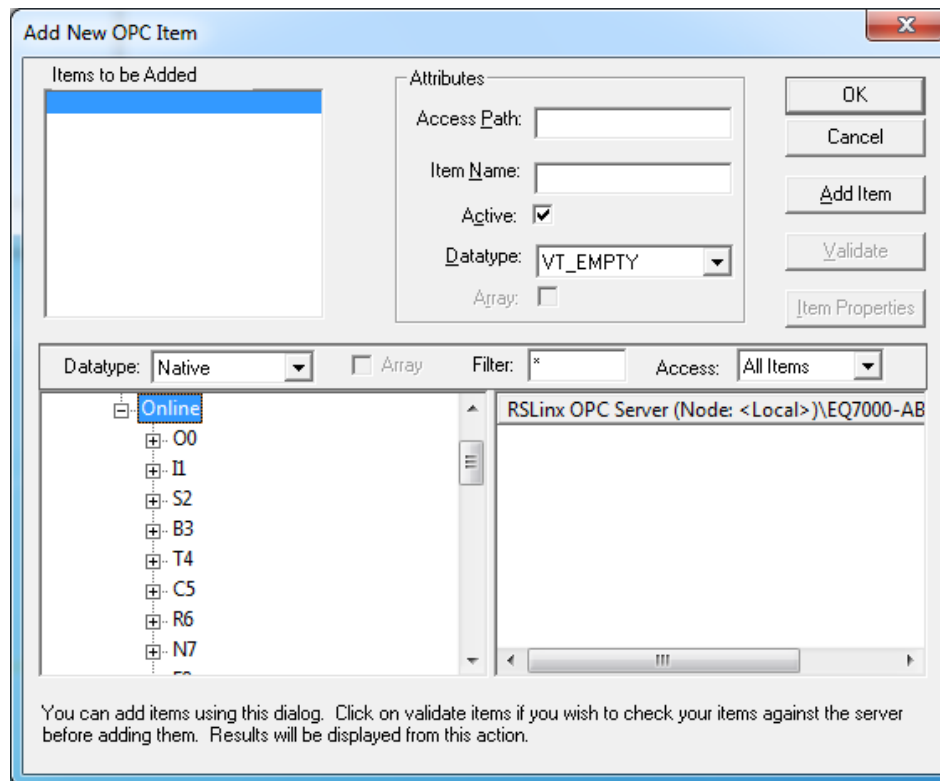 Add New OPC Item
Items to be Added
Attributes
Access Path:
Item Name:
Active:
Datatype: VT_EMPTY
Array:
OK
Cancel
Add Item
Validate
Item Properties
Datatype: Native Array Filter: * Access: All Items
Online
O0
I1
S2
B3
T4
C5
R6
N7
RSLinx OPC Server (Node: <Local>)\EQ7000-AB
You can add items using this dialog.  Click on validate items if you wish to check your items against the server
before adding them.  Results will be displayed from this action.